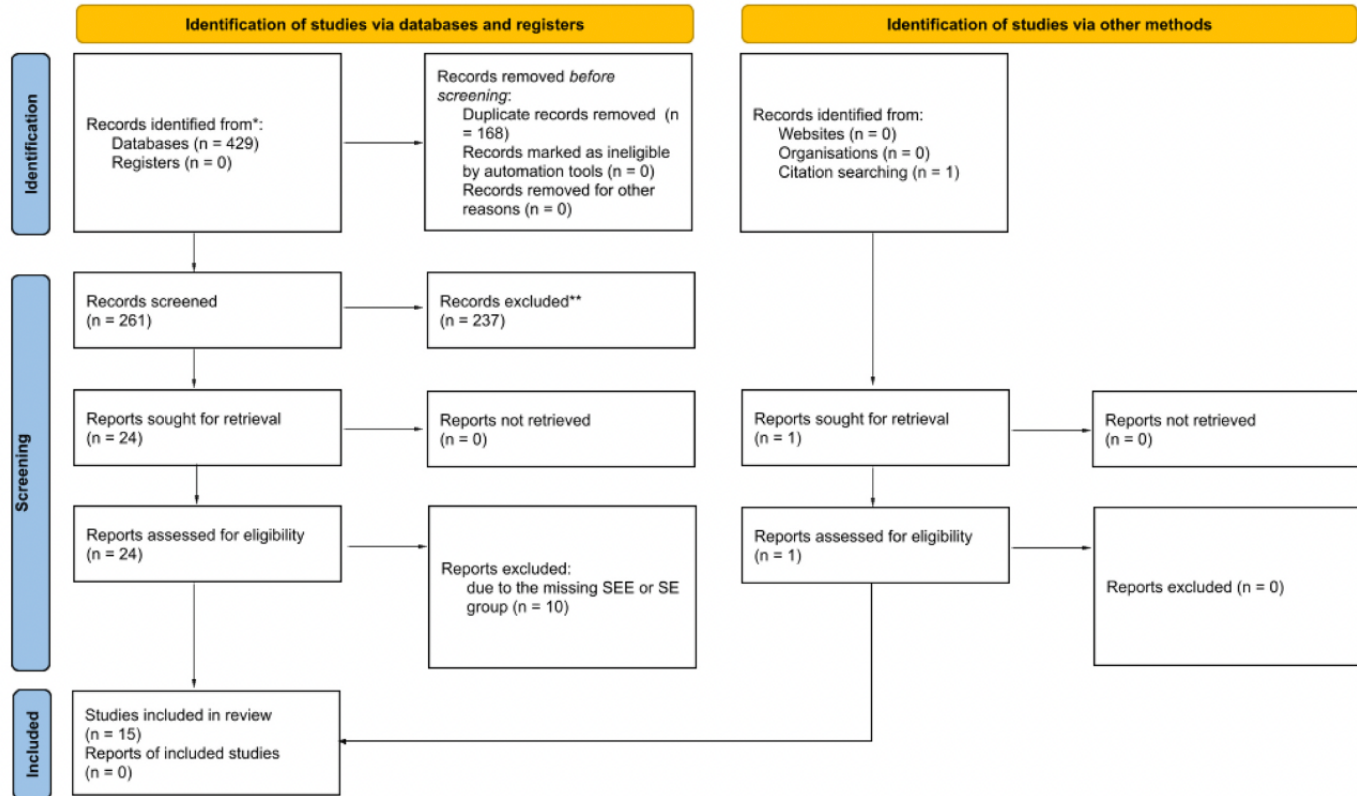 Identification of studies via databases and registers
Identification of studies via other methods
Identification
Records identified from*:
Databases (n = 429)
Registers (n = 0)
Records removed before
screening:
Duplicate records removed (n
= 168)
Records marked as ineligible
by automation tools (n = 0)
Records removed for other
reasons (n = 0)
Records identified from:
Websites (n = 0)
Organisations (n = 0)
Citation searching (n = 1)
Screening
Records screened
(n = 261)
Records excluded**
(n = 237)
Reports sought for retrieval
(n = 24)
Reports not retrieved
(n = 0)
Reports sought for retrieval
(n = 1)
Reports not retrieved
(n = 0)
Reports assessed for eligibility
(n = 24)
Reports excluded:
due to the missing SEE or SE
group (n = 10)
Reports assessed for eligibility
(n = 1)
Reports excluded (n = 0)
Included
Studies included in review
(n = 15)
Reports of included studies
(n = 0)